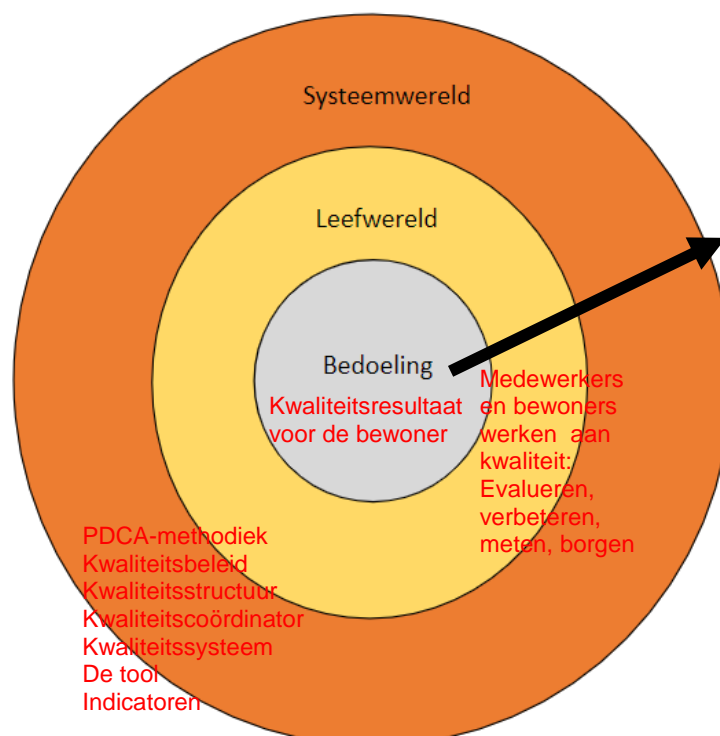 Systeemwereld
Leefwereld
Bedoeling
Kwaliteitsresultaat
voor de bewoner
Medewerkers
en bewoners
werken aan
kwaliteit:
Evalueren,
verbeteren,
meten, borgen
PDCA-methodiek
Kwaliteitsbeleid
Kwaliteitsstructuur
Kwaliteitscoördinator
Kwaliteitssysteem
De tool
Indicatoren